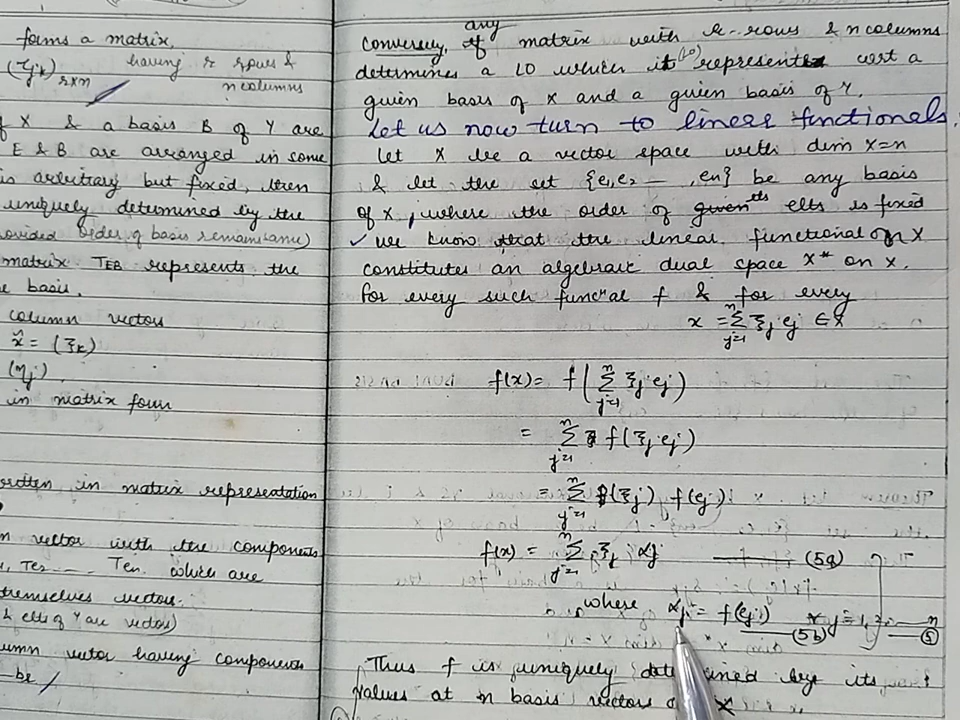 forms a matrix.
having r rows &
r×n
n columns
of X & a basis B of Y are
E & B are arranged in some
is arbitrary but fixed, then
uniquely determined by the
order of basis remain same)
matrix TEB represents the
basis.
column vectors
x̃ = (ξk)
(ηj).
in matrix form
written in matrix representation
vector with the components
Te2 --- Ten which are
themselves vectors.
& elts of Y are vectors)
column vector having components
be /
any
conversely, matrix with r rows & n columns
determines a LO which it (LO) represents wrt a
given basis of X and a given basis of Y.
Let us now turn to linear functionals.
Let X be a vector space with dim X=n
& let the set {e1, e2 --- , en} be any basis
of X, where the order of given elts is fixed
✓ we know that the linear functional on X
constitutes an algebraic dual space X* on X.
For every such funcnal f & for every
x = n∑j=1 ξj ej ∈ X
f(x) = f( n∑j=1 ξj ej )
= n∑j=1 f(ξj ej)
= n∑j=1 (ξj) f(ej)
f(x) = n∑j=1 ξj αj --- (5a)
where αj = f(ej) j=1, 2, --- n
(5b) (5)
Thus f is uniquely determined by its
values at n basis vectors of X